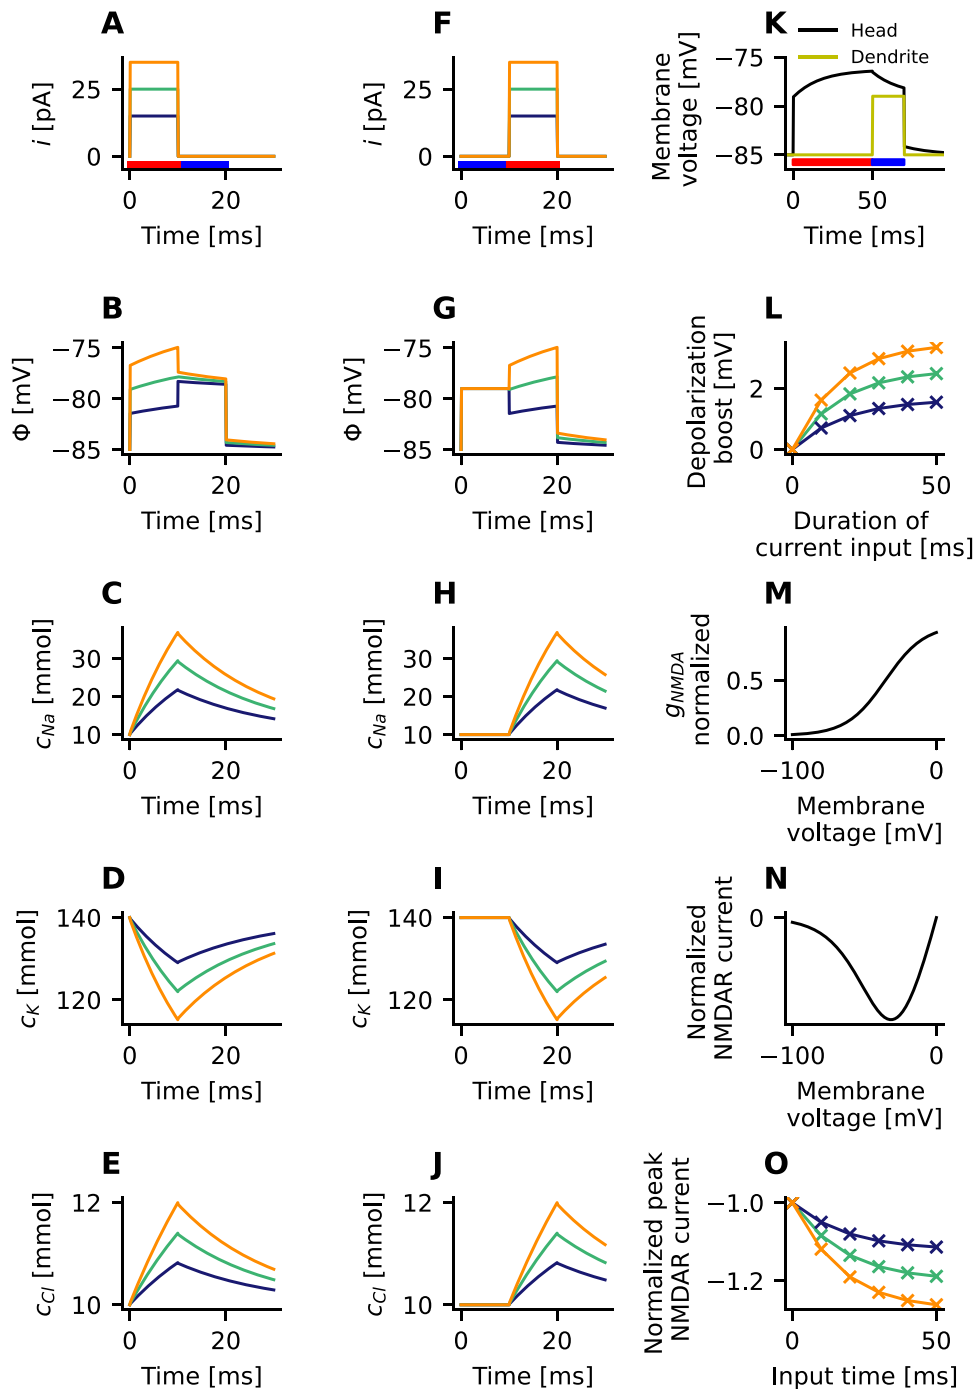 A
i [pA]
25
0
0
20
Time [ms]
F
i [pA]
25
0
0
20
Time [ms]
K
Head
Dendrite
Membrane
voltage [mV]
−75
−80
−85
0
50
Time [ms]
B
Φ [mV]
−75
−80
−85
0
20
Time [ms]
G
Φ [mV]
−75
−80
−85
0
20
Time [ms]
L
Depolarization
boost [mV]
2
0
0
50
Duration of
current input [ms]
C
c_Na [mmol]
30
20
10
0
20
Time [ms]
H
c_Na [mmol]
30
20
10
0
20
Time [ms]
M
g_NMDA
normalized
0.5
0.0
−100
0
Membrane
voltage [mV]
D
c_K [mmol]
140
120
0
20
Time [ms]
I
c_K [mmol]
140
120
0
20
Time [ms]
N
Normalized
NMDAR current
0
−100
0
Membrane
voltage [mV]
E
c_Cl [mmol]
12
10
0
20
Time [ms]
J
c_Cl [mmol]
12
10
0
20
Time [ms]
O
Normalized peak
NMDAR current
−1.0
−1.2
0
50
Input time [ms]